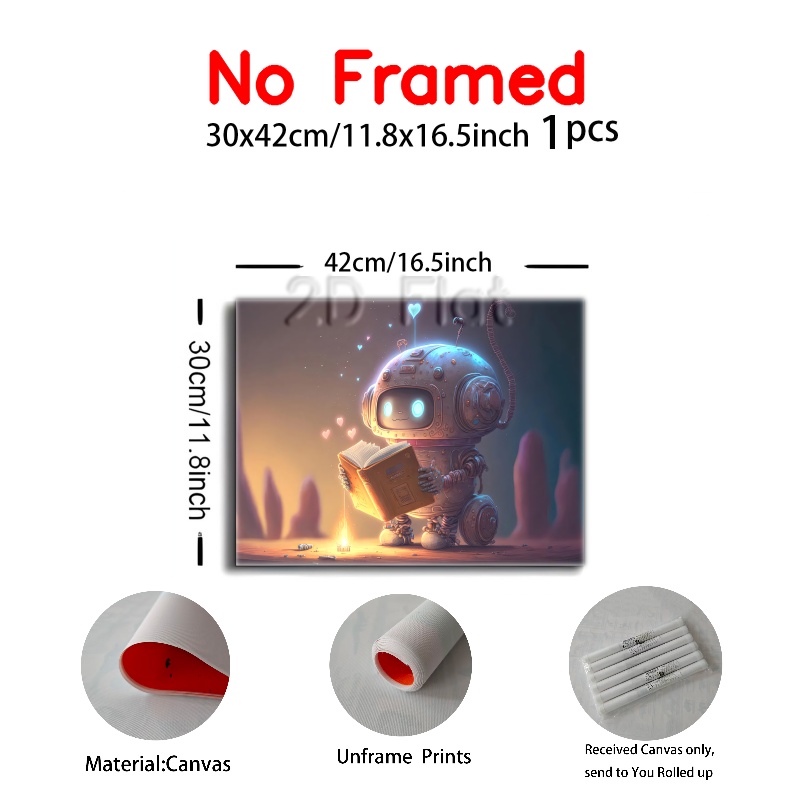 No Framed
30x42cm/11.8x16.5inch 1pcs
42cm/16.5inch
2D Flat
30cm/11.8inch
Material:Canvas
Unframe Prints
Received Canvas only,
send to You Rolled up